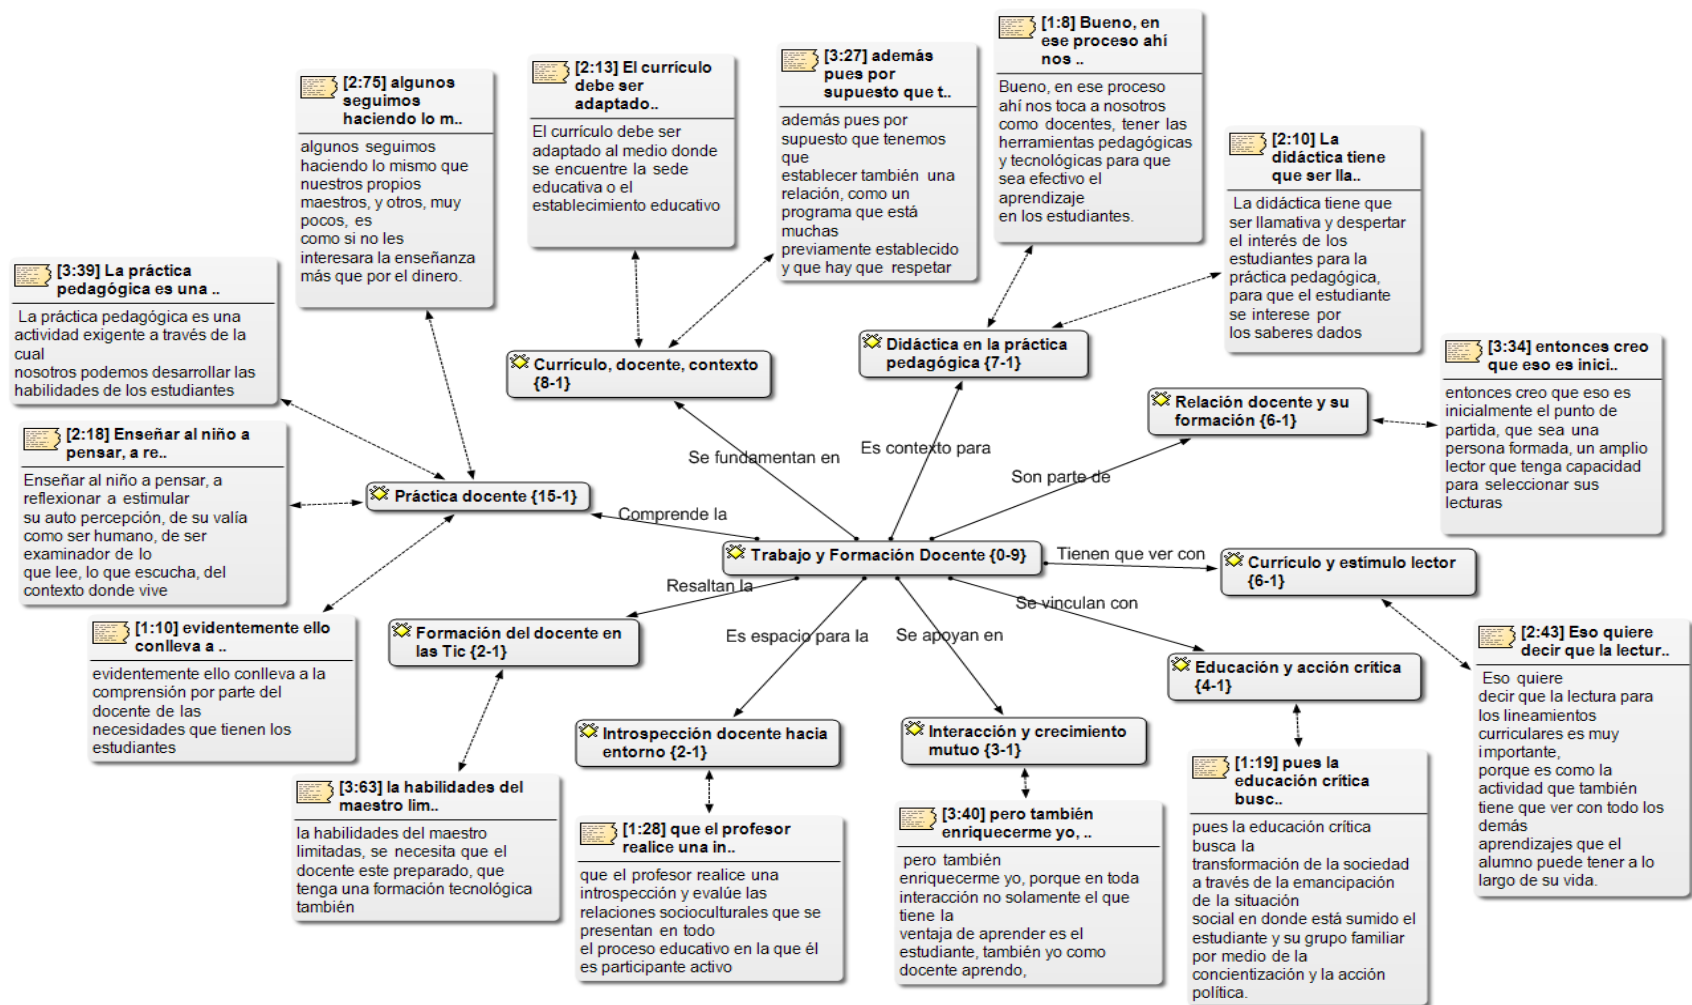 [1:8] Bueno, en
ese proceso ahí
nos ..
Bueno, en ese proceso
ahí nos toca a nosotros
como docentes, tener las
herramientas pedagógicas
y tecnológicas para que
sea efectivo el
aprendizaje
en los estudiantes.
[2:13] El currículo
debe ser
adaptado..
El currículo debe ser
adaptado al medio donde
se encuentre la sede
educativa o el
establecimiento educativo
[3:27] además
pues por
supuesto que t..
además pues por
supuesto que tenemos
que
establecer también una
relación, como un
programa que está
muchas
previamente establecido
y que hay que respetar
[2:75] algunos
seguimos
haciendo lo m..
algunos seguimos
haciendo lo mismo que
nuestros propios
maestros, y otros, muy
pocos, es
como si no les
interesara la enseñanza
más que por el dinero.
[2:10] La
didáctica tiene
que ser lla..
La didáctica tiene que
ser llamativa y despertar
el interés de los
estudiantes para la
práctica pedagógica,
para que el estudiante
se interese por
los saberes dados
[3:39] La práctica
pedagógica es una ..
La práctica pedagógica es una
actividad exigente a través de la
cual
nosotros podemos desarrollar las
habilidades de los estudiantes
Currículo, docente, contexto
{8-1}
Didáctica en la práctica
pedagógica {7-1}
[3:34] entonces creo
que eso es inici..
entonces creo que eso es
inicialmente el punto de
partida, que sea una
persona formada, un amplio
lector que tenga capacidad
para seleccionar sus
lecturas
Relación docente y su
formación {6-1}
[2:18] Enseñar al niño a
pensar, a re..
Enseñar al niño a pensar, a
reflexionar a estimular
su auto percepción, de su valía
como ser humano, de ser
examinador de lo
que lee, lo que escucha, del
contexto donde vive
Se fundamentan en
Es contexto para
Son parte de
Práctica docente {15-1}
Comprende la
Trabajo y Formación Docente {0-9}
Tienen que ver con
Currículo y estímulo lector
{6-1}
Resaltan la
Se vinculan con
Es espacio para la
Se apoyan en
[1:10] evidentemente ello
conlleva a ..
evidentemente ello conlleva a la
comprensión por parte del
docente de las
necesidades que tienen los
estudiantes
Formación del docente en
las Tic {2-1}
Educación y acción crítica
{4-1}
[2:43] Eso quiere
decir que la lectur..
Eso quiere
decir que la lectura para
los lineamientos
curriculares es muy
importante,
porque es como la
actividad que también
tiene que ver con todo los
demás
aprendizajes que el
alumno puede tener a lo
largo de su vida.
Introspección docente hacia
entorno {2-1}
Interacción y crecimiento
mutuo {3-1}
[3:63] la habilidades del
maestro lim..
la habilidades del maestro
limitadas, se necesita que el
docente este preparado, que
tenga una formación tecnológica
también
[1:28] que el profesor
realice una in..
que el profesor realice una
introspección y evalúe las
relaciones socioculturales que se
presentan en todo
el proceso educativo en la que él
es participante activo
[3:40] pero también
enriquecerme yo, ..
pero también
enriquecerme yo, porque en toda
interacción no solamente el que
tiene la
ventaja de aprender es el
estudiante, también yo como
docente aprendo,
[1:19] pues la
educación crítica
busc..
pues la educación crítica
busca la
transformación de la sociedad
a través de la emancipación
de la situación
social en donde está sumido el
estudiante y su grupo familiar
por medio de la
concientización y la acción
política.